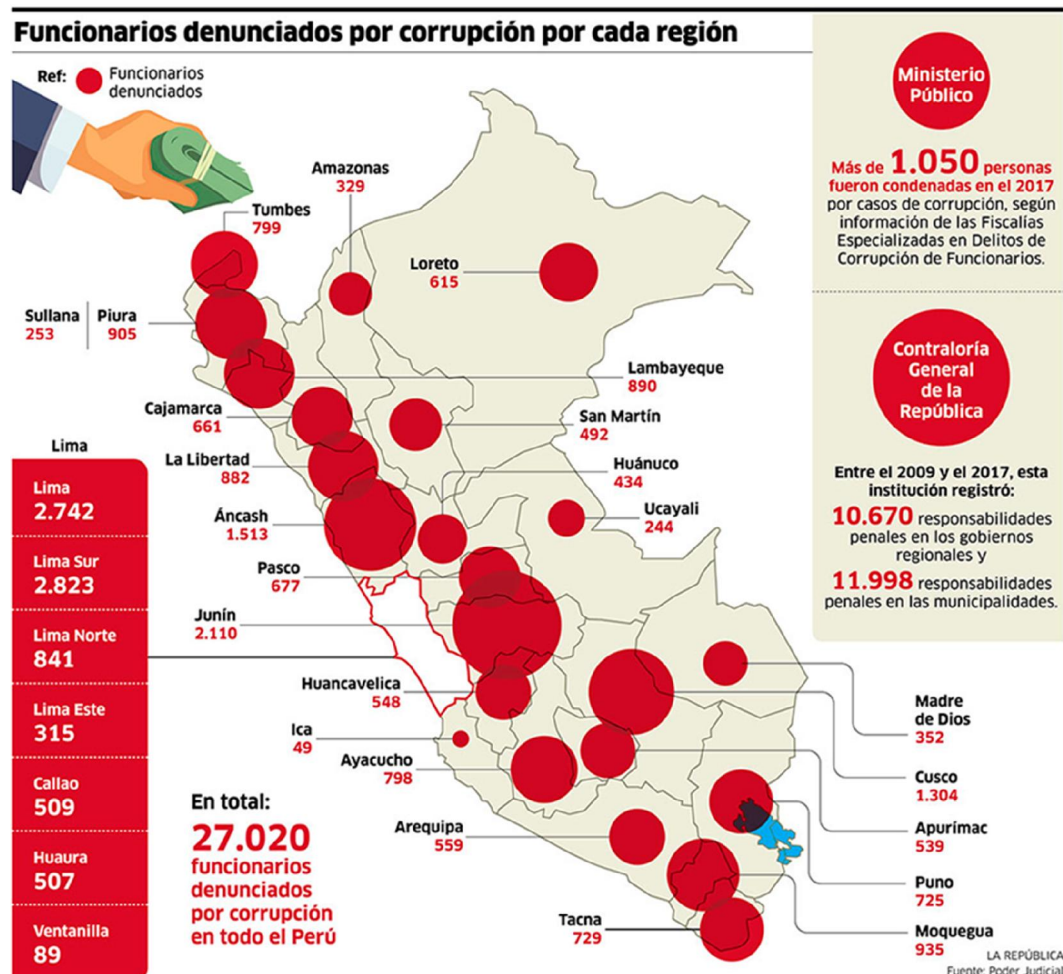 Funcionarios denunciados por corrupción por cada región
Ref:
Funcionarios
denunciados
Amazonas
329
Tumbes
799
Loreto
615
Sullana
253
Piura
905
Lambayeque
890
Cajamarca
661
San Martín
492
La Libertad
882
Huánuco
434
Áncash
1.513
Ucayali
244
Pasco
677
Junín
2.110
Huancavelica
548
Ica
49
Ayacucho
798
Arequipa
559
Tacna
729
Madre
de Dios
352
Cusco
1.304
Apurímac
539
Puno
725
Moquegua
935
Lima
Lima
2.742
Lima Sur
2.823
Lima Norte
841
Lima Este
315
Callao
509
Huaura
507
Ventanilla
89
En total:
27.020
funcionarios
denunciados
por corrupción
en todo el Perú
Ministerio
Público
Más de 1.050 personas
fueron condenadas en el 2017
por casos de corrupción, según
información de las Fiscalías
Especializadas en Delitos de
Corrupción de Funcionarios.
Contraloría
General
de la
República
Entre el 2009 y el 2017, esta
institución registró:
10.670 responsabilidades
penales en los gobiernos
regionales y
11.998 responsabilidades
penales en las municipalidades.
LA REPÚBLICA
Fuente: Poder Judicial